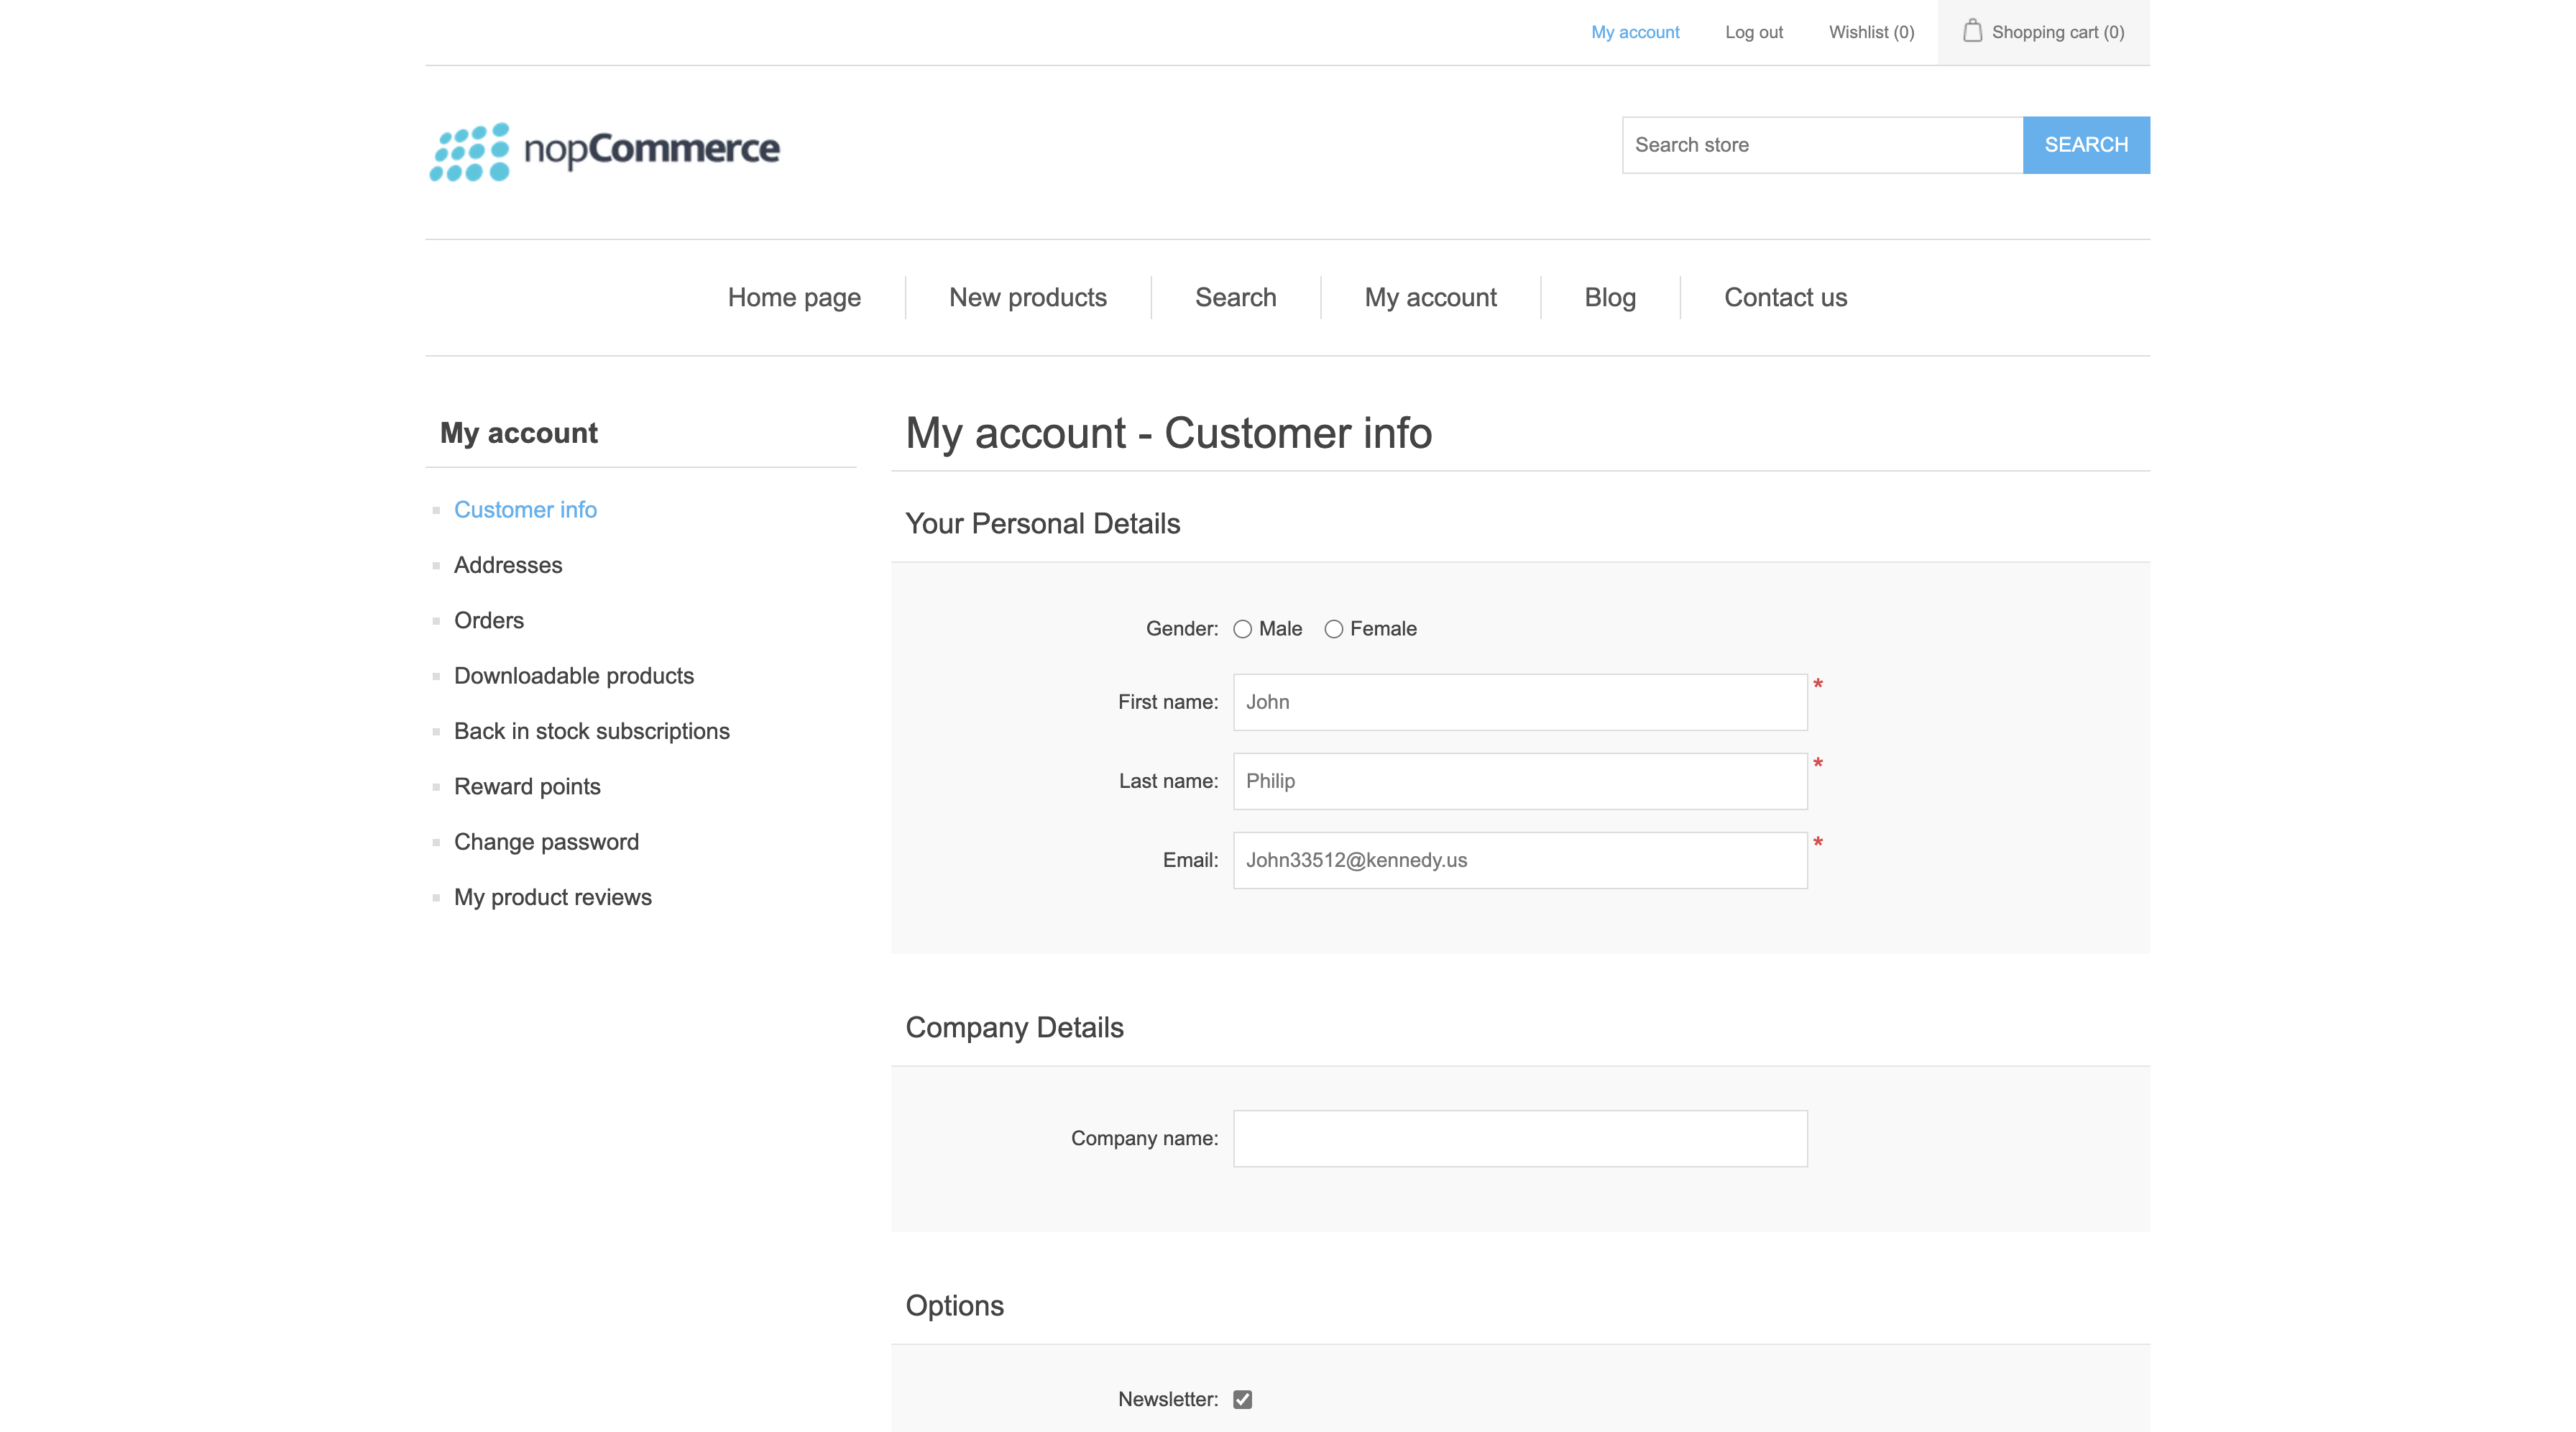 My account Log out Wishlist (0) Shopping cart (0)
nopCommerce
Search store SEARCH
Home page New products Search My account Blog Contact us
My account
Customer info
Addresses
Orders
Downloadable products
Back in stock subscriptions
Reward points
Change password
My product reviews
My account - Customer info
Your Personal Details
Gender: Male Female
First name: John *
Last name: Philip *
Email: John33512@kennedy.us *
Company Details
Company name:
Options
Newsletter: